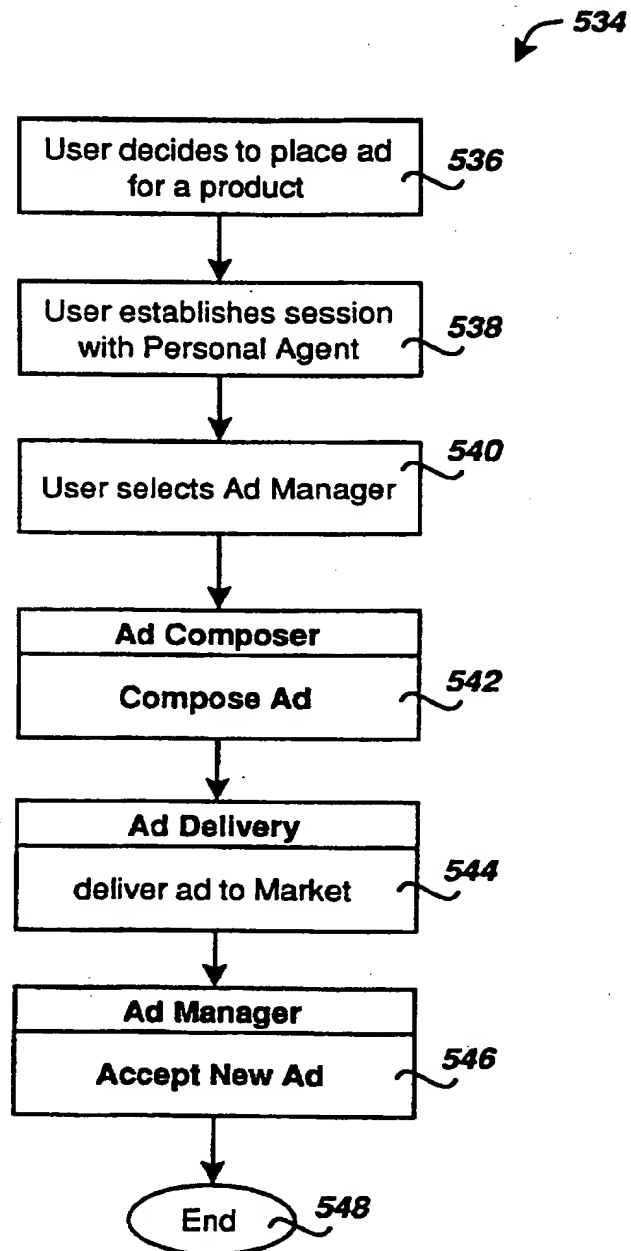 534
User decides to place ad
for a product
536
User establishes session
with Personal Agent
538
540
User selects Ad Manager
Ad Composer
Compose Ad
542
Ad Delivery
deliver ad to Market
544
Ad Manager
Accept New Ad
546
End
548